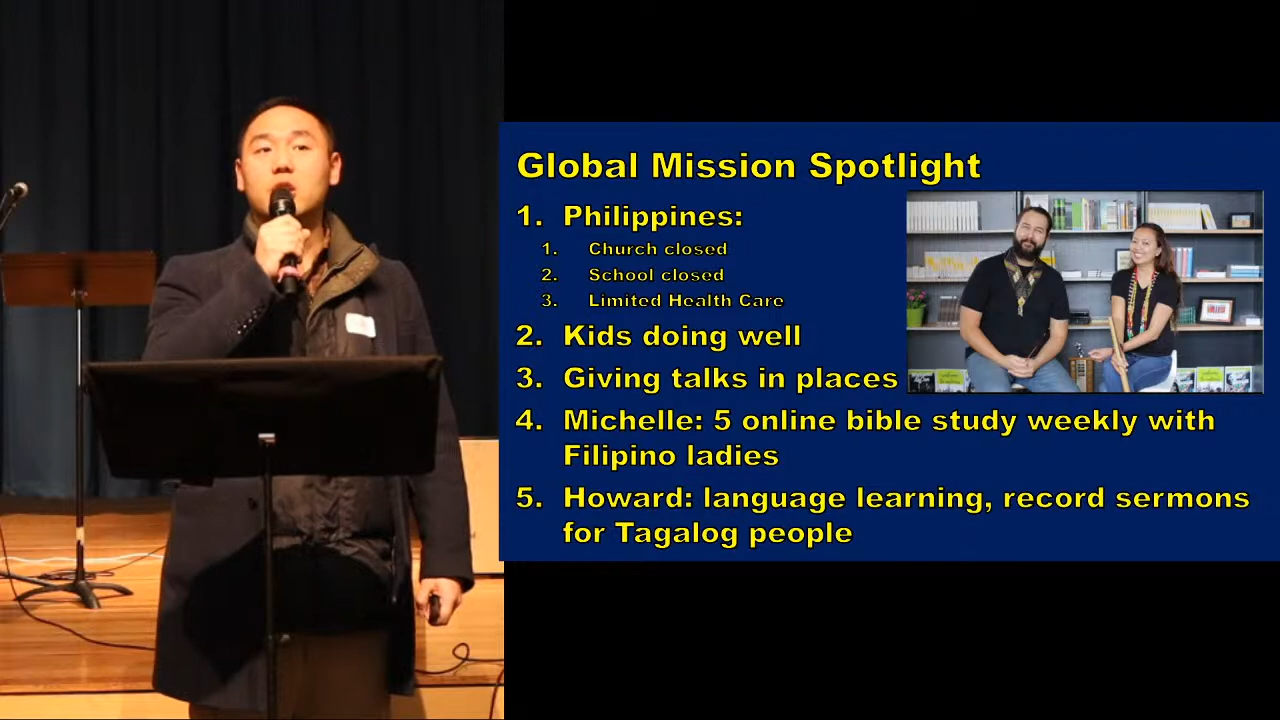 Global Mission Spotlight
1. Philippines:
1. Church closed
2. School closed
3. Limited Health Care
2. Kids doing well
3. Giving talks in places
4. Michelle: 5 online bible study weekly with
Filipino ladies
5. Howard: language learning, record sermons
for Tagalog people